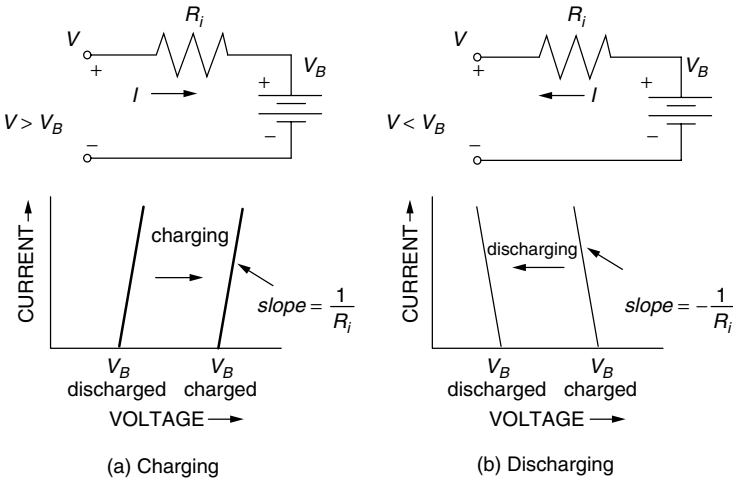 R_i
V
+
I
V_B
+
–
V > V_B
–
CURRENT
charging
slope = 1/R_i
V_B discharged
V_B charged
VOLTAGE
(a) Charging
R_i
V
+
I
V_B
+
–
V < V_B
–
CURRENT
discharging
slope = – 1/R_i
V_B discharged
V_B charged
VOLTAGE
(b) Discharging